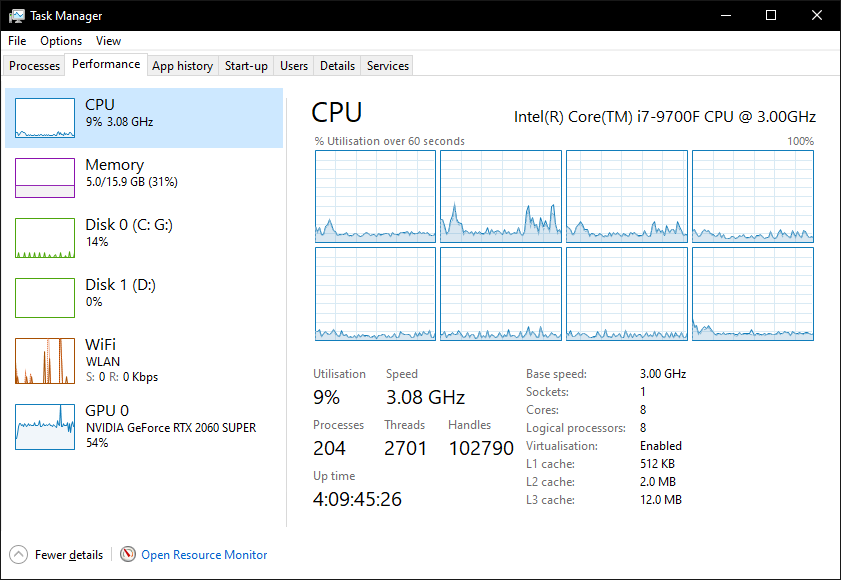 Task Manager
File Options View
Processes Performance App history Start-up Users Details Services
CPU
9% 3.08 GHz
Memory
5.0/15.9 GB (31%)
Disk 0 (C: G:)
14%
Disk 1 (D:)
0%
WiFi
WLAN
S: 0 R: 0 Kbps
GPU 0
NVIDIA GeForce RTX 2060 SUPER
54%
CPU Intel(R) Core(TM) i7-9700F CPU @ 3.00GHz
% Utilisation over 60 seconds 100%
Utilisation Speed
9% 3.08 GHz
Processes Threads Handles
204 2701 102790
Up time
4:09:45:26
Base speed: 3.00 GHz
Sockets: 1
Cores: 8
Logical processors: 8
Virtualisation: Enabled
L1 cache: 512 KB
L2 cache: 2.0 MB
L3 cache: 12.0 MB
Fewer details Open Resource Monitor